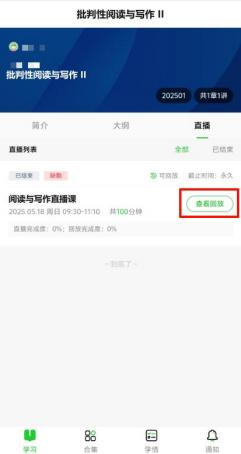 批判性阅读与写作 II
批判性阅读与写作 II
202501
共1章1讲
简介
大纲
直播
直播列表
全部
已结束
已结束
缺勤
可回放
截止时间：永久
阅读与写作直播课
2025.05.18 周日 09:30-11:10
共100分钟
查看回放
直播完成度：0%；回放完成度：0%；
~到底了~
学习
合集
学情
通知